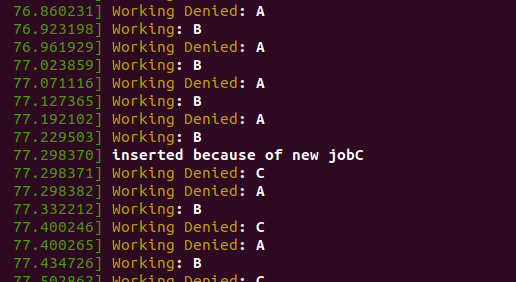 76.860231] Working Denied: A
76.923198] Working: B
76.961929] Working Denied: A
77.023859] Working: B
77.071116] Working Denied: A
77.127365] Working: B
77.192102] Working Denied: A
77.229503] Working: B
77.298370] inserted because of new jobC
77.298371] Working Denied: C
77.298382] Working Denied: A
77.332212] Working: B
77.400246] Working Denied: C
77.400265] Working Denied: A
77.434726] Working: B
77.502862] Working Denied: C